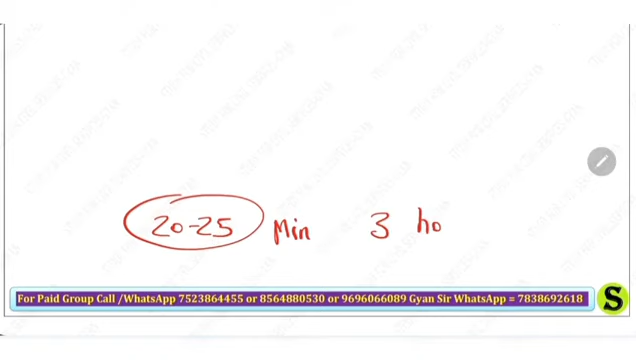 20-25 Min 3 ho
For Paid Group Call /WhatsApp 7523864455 or 8564880530 or 9696066089 Gyan Sir WhatsApp = 7838692618
S